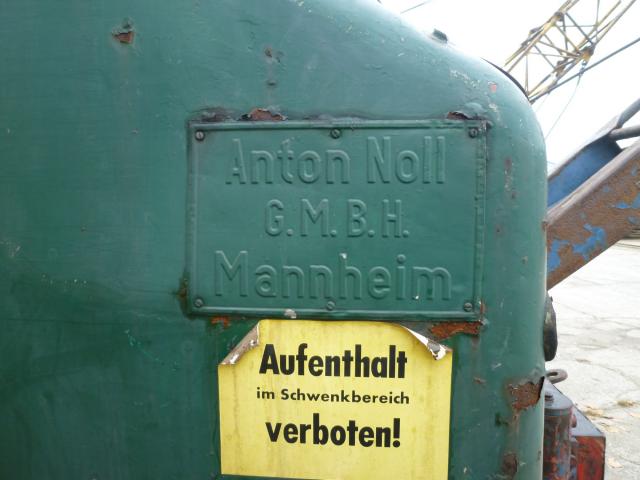 Anton Noll
G.M.B.H.
Mannheim
Aufenthalt
im Schwenkbereich
verboten!